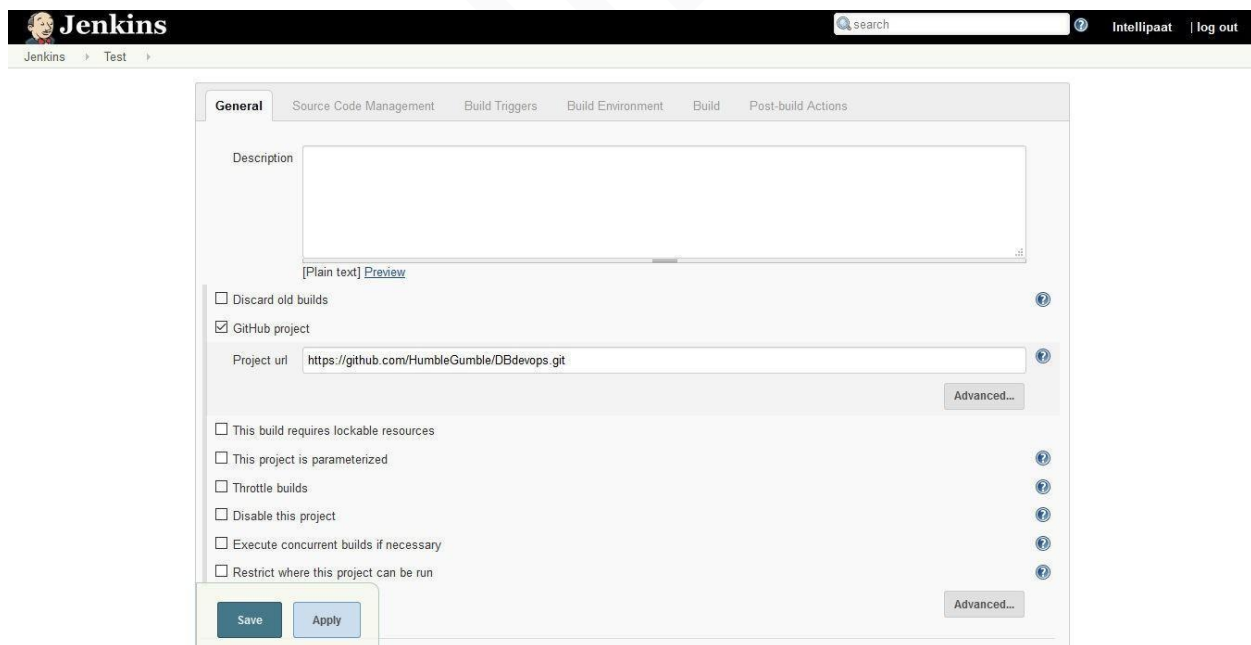 Jenkins
search
Intellipaat | log out
Jenkins Test
General Source Code Management Build Triggers Build Environment Build Post-build Actions
Description
[Plain text] Preview
Discard old builds
GitHub project
Project url https://github.com/HumbleGumble/DBdevops.git
Advanced...
This build requires lockable resources
This project is parameterized
Throttle builds
Disable this project
Execute concurrent builds if necessary
Restrict where this project can be run
Advanced...
Save Apply